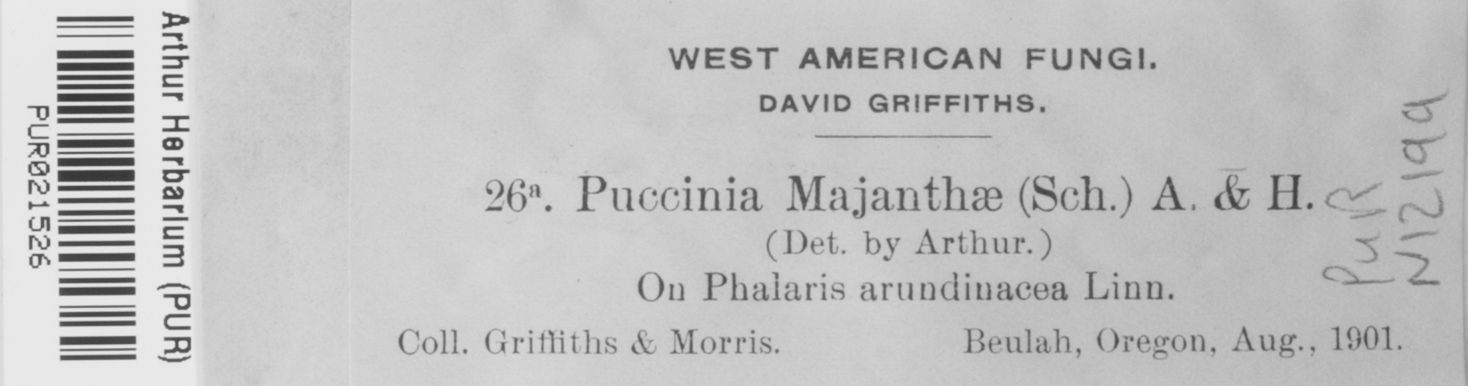 Arthur Herbarium (PUR)
PUR021526
WEST AMERICAN FUNGI.
DAVID GRIFFITHS.
26ª. Puccinia Majanthæ (Sch.) A. & H.
(Det. by Arthur.)
On Phalaris arundinacea Linn.
Coll. Griffiths & Morris. Beulah, Oregon, Aug., 1901.
PUR
N12199